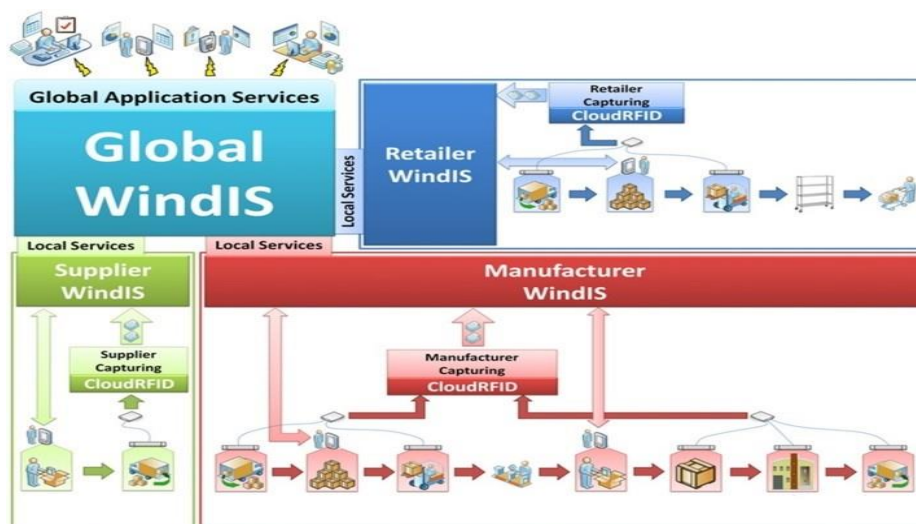 Global Application Services
Global
WindIS
Local Services
Retailer
WindIS
Retailer
Capturing
CloudRFID
Local Services
Supplier
WindIS
Supplier
Capturing
CloudRFID
Local Services
Manufacturer
WindIS
Manufacturer
Capturing
CloudRFID